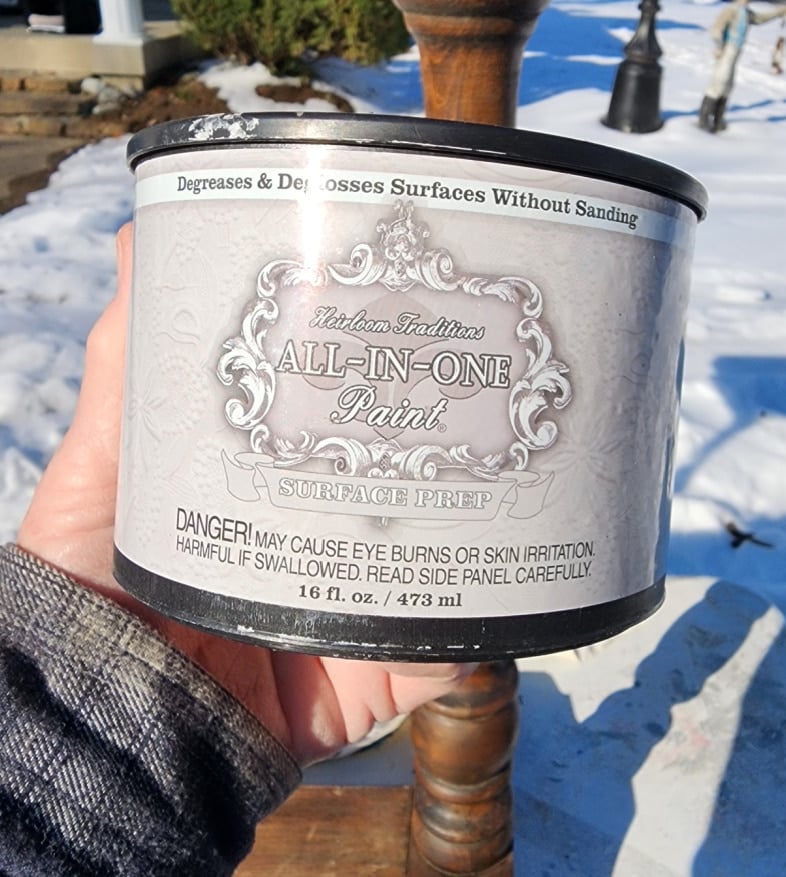 Degreases & Deglosses Surfaces Without Sanding
Heirloom Traditions
ALL-IN-ONE
Paint®
SURFACE PREP
DANGER! MAY CAUSE EYE BURNS OR SKIN IRRITATION.
HARMFUL IF SWALLOWED. READ SIDE PANEL CAREFULLY.
16 fl. oz. / 473 ml